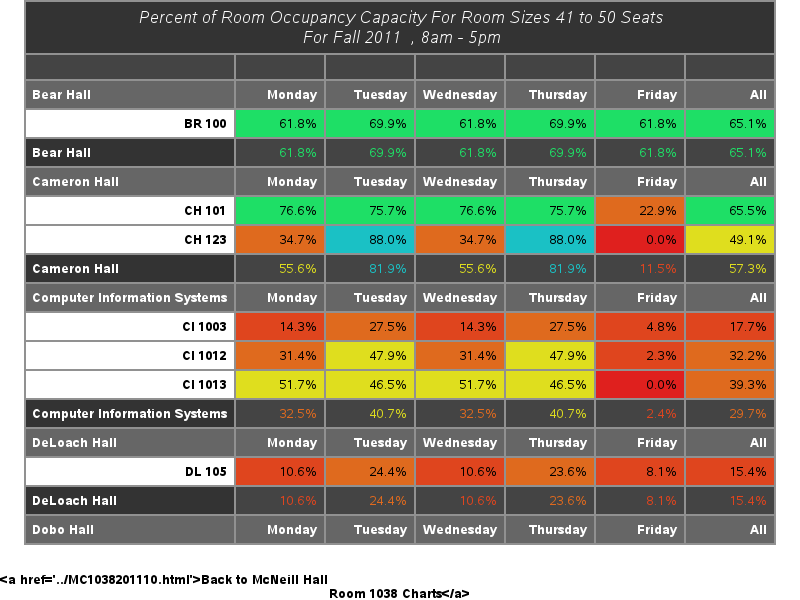 Percent of Room Occupancy Capacity For Room Sizes 41 to 50 Seats
For Fall 2011  , 8am - 5pm
Bear Hall Monday Tuesday Wednesday Thursday Friday All
BR 100 61.8% 69.9% 61.8% 69.9% 61.8% 65.1%
Bear Hall 61.8% 69.9% 61.8% 69.9% 61.8% 65.1%
Cameron Hall Monday Tuesday Wednesday Thursday Friday All
CH 101 76.6% 75.7% 76.6% 75.7% 22.9% 65.5%
CH 123 34.7% 88.0% 34.7% 88.0% 0.0% 49.1%
Cameron Hall 55.6% 81.9% 55.6% 81.9% 11.5% 57.3%
Computer Information Systems Monday Tuesday Wednesday Thursday Friday All
CI 1003 14.3% 27.5% 14.3% 27.5% 4.8% 17.7%
CI 1012 31.4% 47.9% 31.4% 47.9% 2.3% 32.2%
CI 1013 51.7% 46.5% 51.7% 46.5% 0.0% 39.3%
Computer Information Systems 32.5% 40.7% 32.5% 40.7% 2.4% 29.7%
DeLoach Hall Monday Tuesday Wednesday Thursday Friday All
DL 105 10.6% 24.4% 10.6% 23.6% 8.1% 15.4%
DeLoach Hall 10.6% 24.4% 10.6% 23.6% 8.1% 15.4%
Dobo Hall Monday Tuesday Wednesday Thursday Friday All
&lt;a href='../MC1038201110.html'&gt;Back to McNeill Hall
Room 1038 Charts&lt;/a&gt;